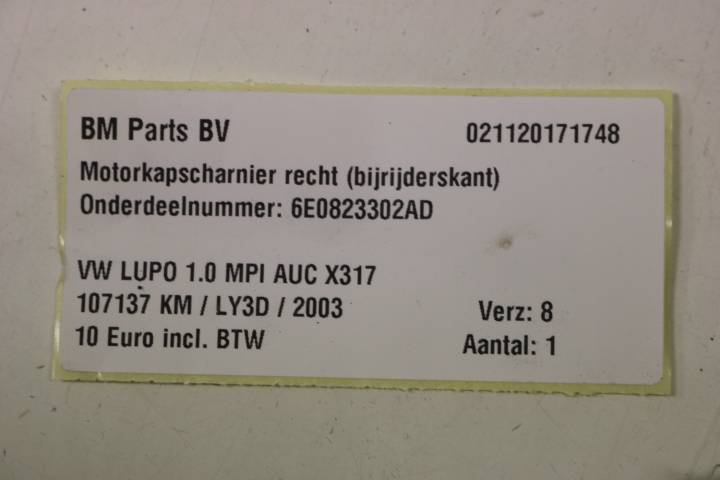 BM Parts BV 021120171748
Motorkapscharnier recht (bijrijderskant)
Onderdeelnummer: 6E0823302AD
VW LUPO 1.0 MPI AUC X317
107137 KM / LY3D / 2003 Verz: 8
10 Euro incl. BTW Aantal: 1